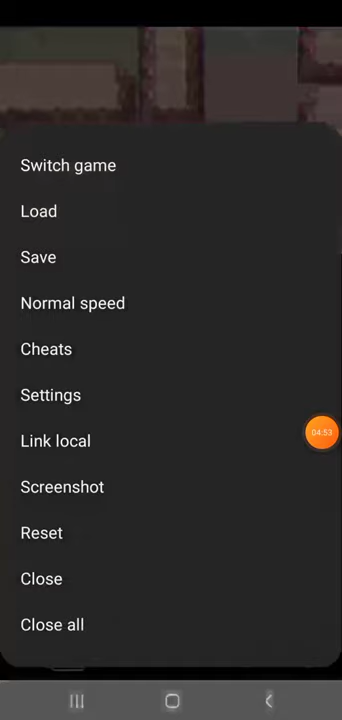 Switch game
Load
Save
Normal speed
Cheats
Settings
04:53
Link local
Screenshot
Reset
Close
Close all